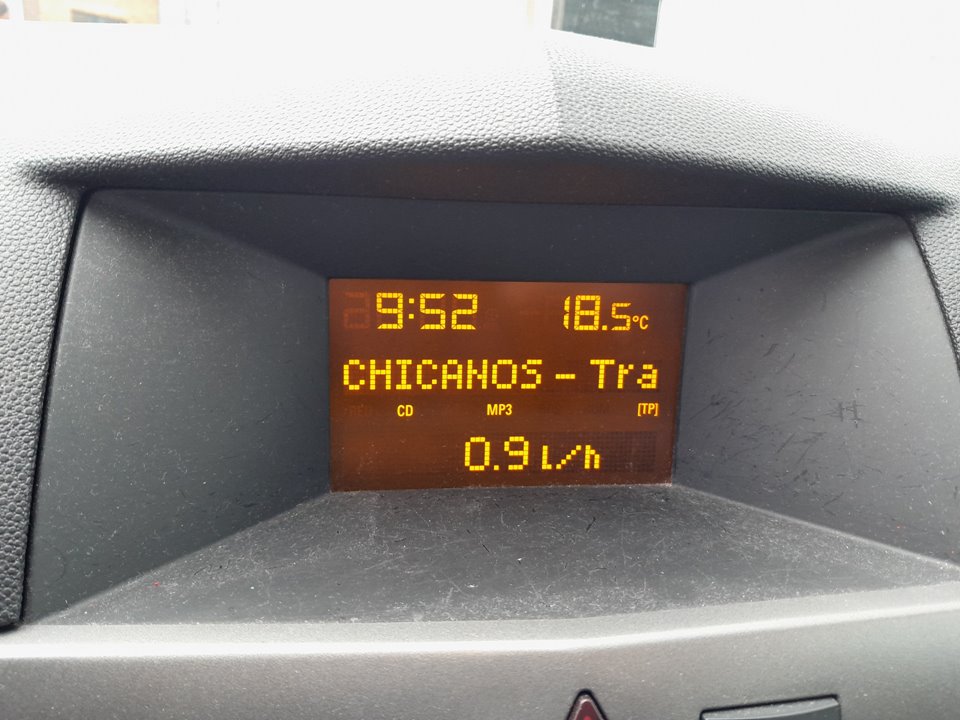 9:52 18.5°C
CHICANOS - Tra
CD MP3 [TP]
0.9 l/h